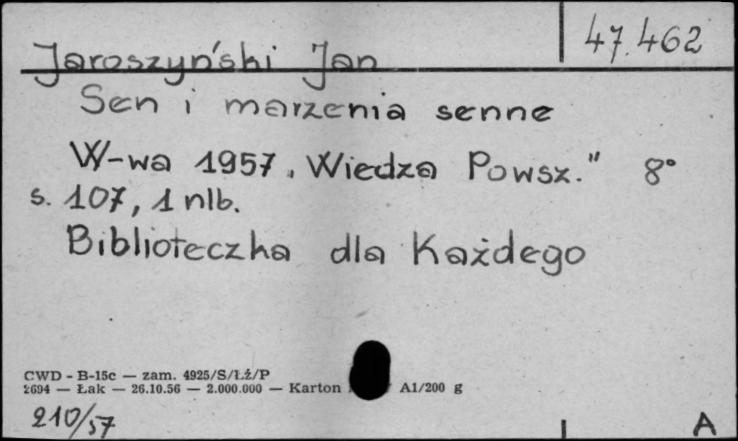 47.462
Jaroszyński Jan
Sen i marzenia senne
W-wa 1957 „Wiedza Powsz." 8°
s. 107, 1 nlb.
Biblioteczka dla Każdego
CWD - B-15c — zam. 4925/S/Łź/P
2694 — Łak — 26.10.56 — 2.000.000 — Karton A1/200 g
210/57
A